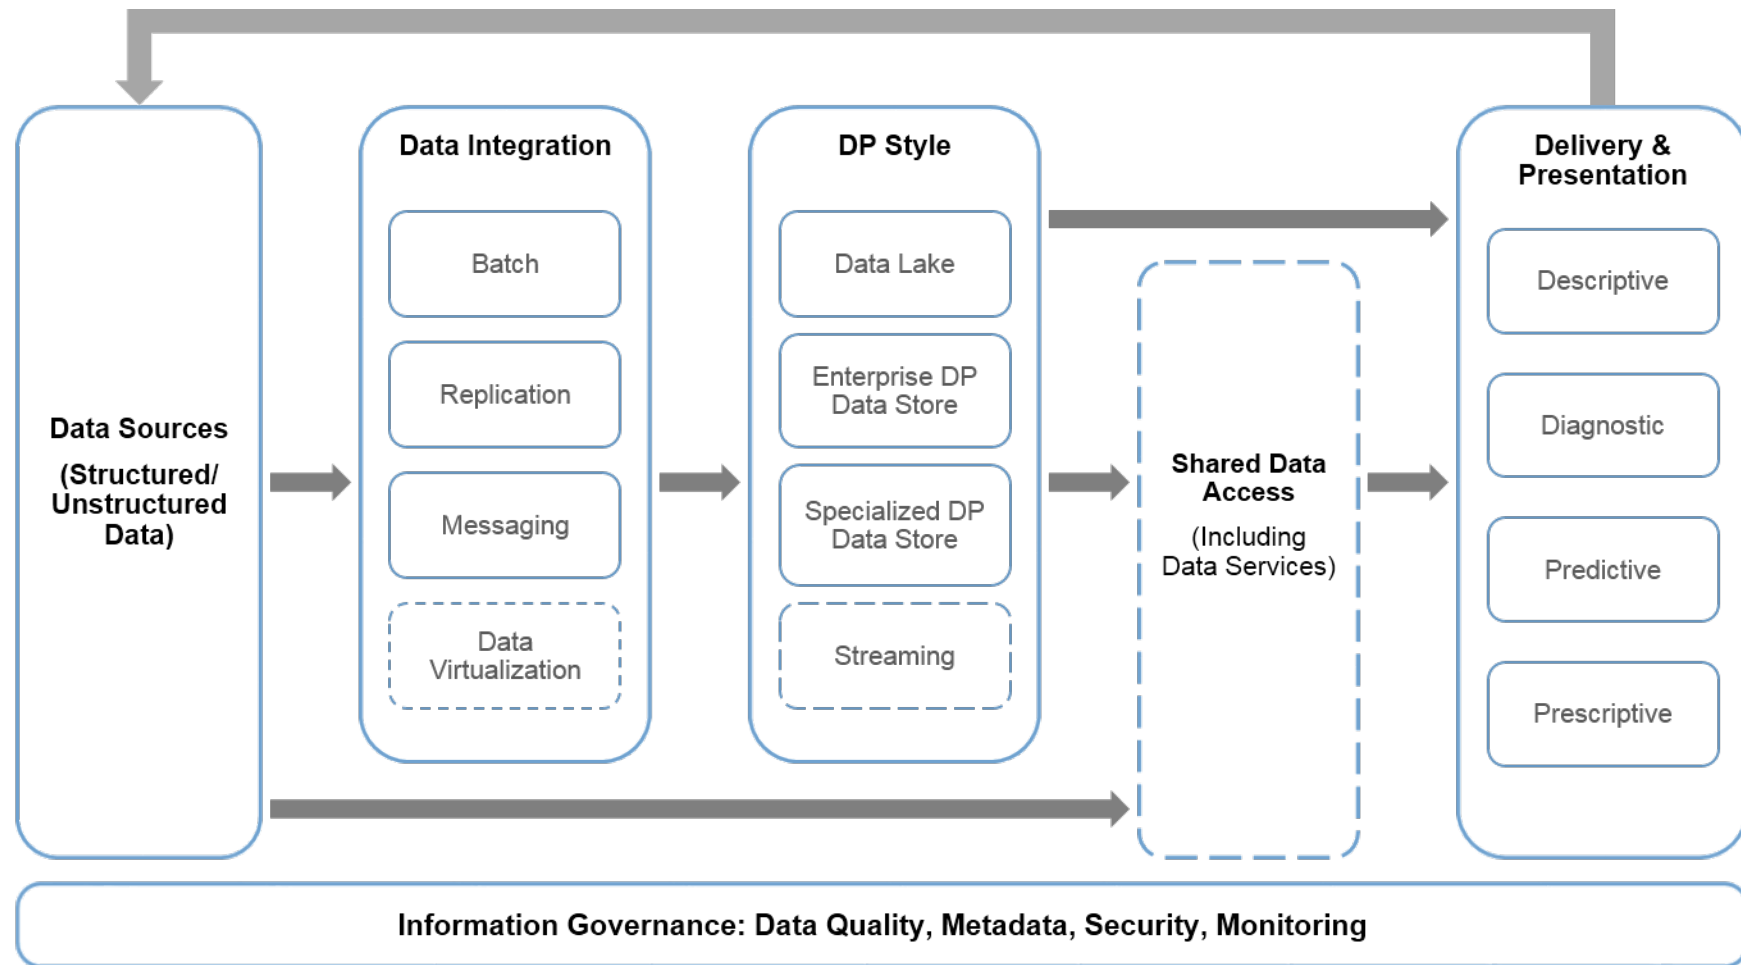 Data Sources
(Structured/
Unstructured
Data)
Data Integration
Batch
Replication
Messaging
Data
Virtualization
DP Style
Data Lake
Enterprise DP
Data Store
Specialized DP
Data Store
Streaming
Shared Data
Access
(Including
Data Services)
Delivery &
Presentation
Descriptive
Diagnostic
Predictive
Prescriptive
Information Governance: Data Quality, Metadata, Security, Monitoring